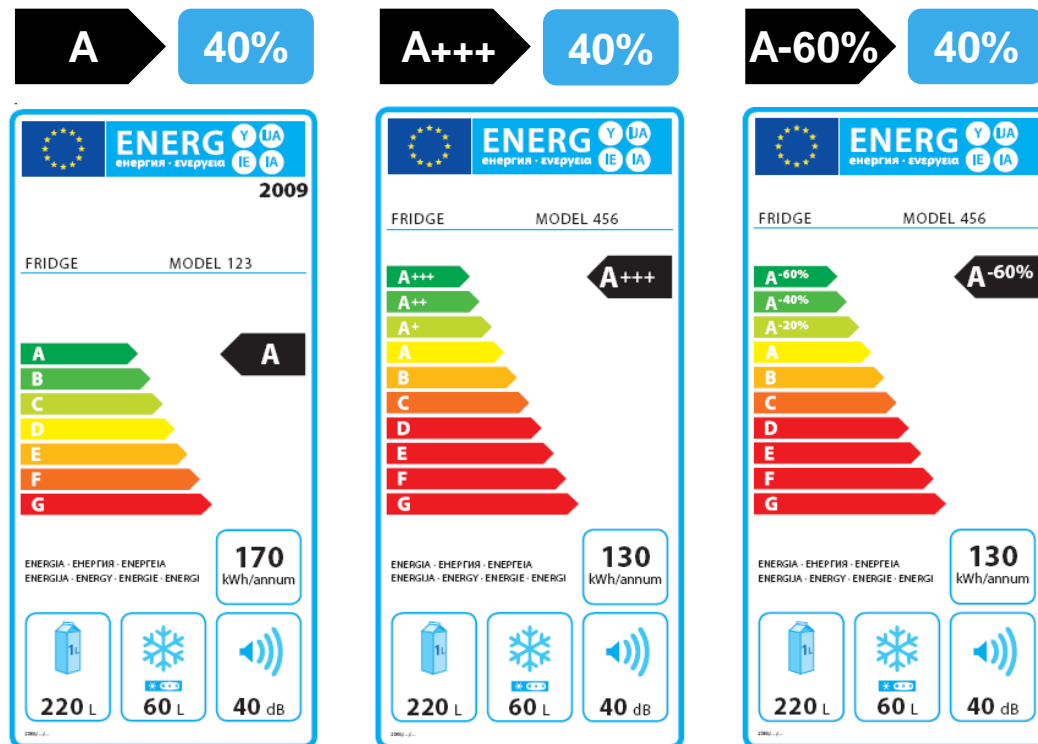 A 40%
A+++ 40%
A-60% 40%
ENERG Y IJA
енергия · ενεργεια IE IA
2009
FRIDGE MODEL 123
A
B
C
D
E
F
G
A
ENERGIA · ЕНЕРГИЯ · ΕΝΕΡΓΕΙΑ
ENERGIJA · ENERGY · ENERGIE · ENERGI
170
kWh/annum
1L
220 L
60 L
40 dB
ENERG Y IJA
енергия · ενεργεια IE IA
FRIDGE MODEL 456
A+++
A++
A+
A
B
C
D
E
F
G
A+++
ENERGIA · ЕНЕРГИЯ · ΕΝΕΡΓΕΙΑ
ENERGIJA · ENERGY · ENERGIE · ENERGI
130
kWh/annum
1L
220 L
60 L
40 dB
ENERG Y IJA
енергия · ενεργεια IE IA
FRIDGE MODEL 456
A-60%
A-40%
A-20%
A
B
C
D
E
F
G
A-60%
ENERGIA · ЕНЕРГИЯ · ΕΝΕΡΓΕΙΑ
ENERGIJA · ENERGY · ENERGIE · ENERGI
130
kWh/annum
1L
220 L
60 L
40 dB